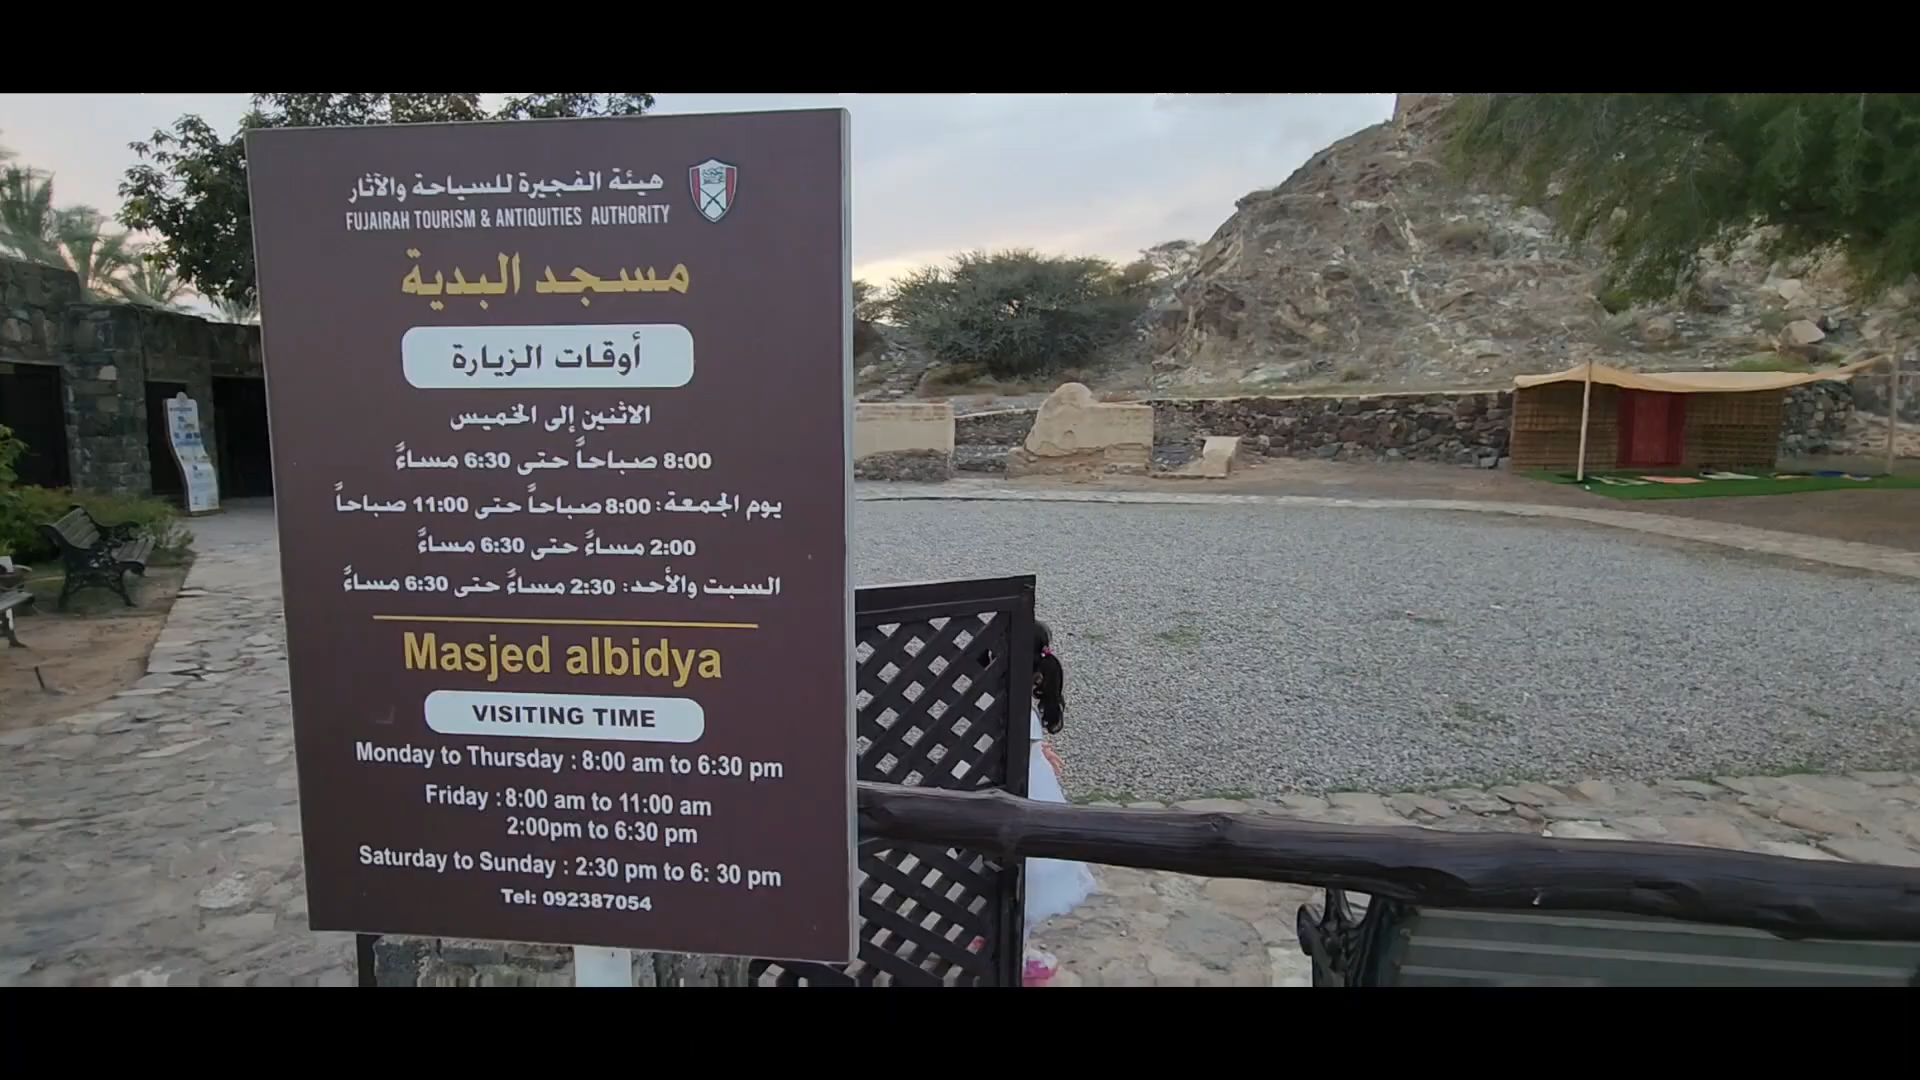 هيئة الفجيرة للسياحة والآثار
FUJAIRAH TOURISM & ANTIQUITIES AUTHORITY
مسجد البدية
أوقات الزيارة
الاثنين إلى الخميس
8:00 صباحاً حتى 6:30 مساءً
يوم الجمعة: 8:00 صباحاً حتى 11:00 صباحاً
2:00 مساءً حتى 6:30 مساءً
السبت والأحد: 2:30 مساءً حتى 6:30 مساءً
Masjed albidya
VISITING TIME
Monday to Thursday : 8:00 am to 6:30 pm
Friday : 8:00 am to 11:00 am
2:00pm to 6:30 pm
Saturday to Sunday : 2:30 pm to 6: 30 pm
Tel: 092387054